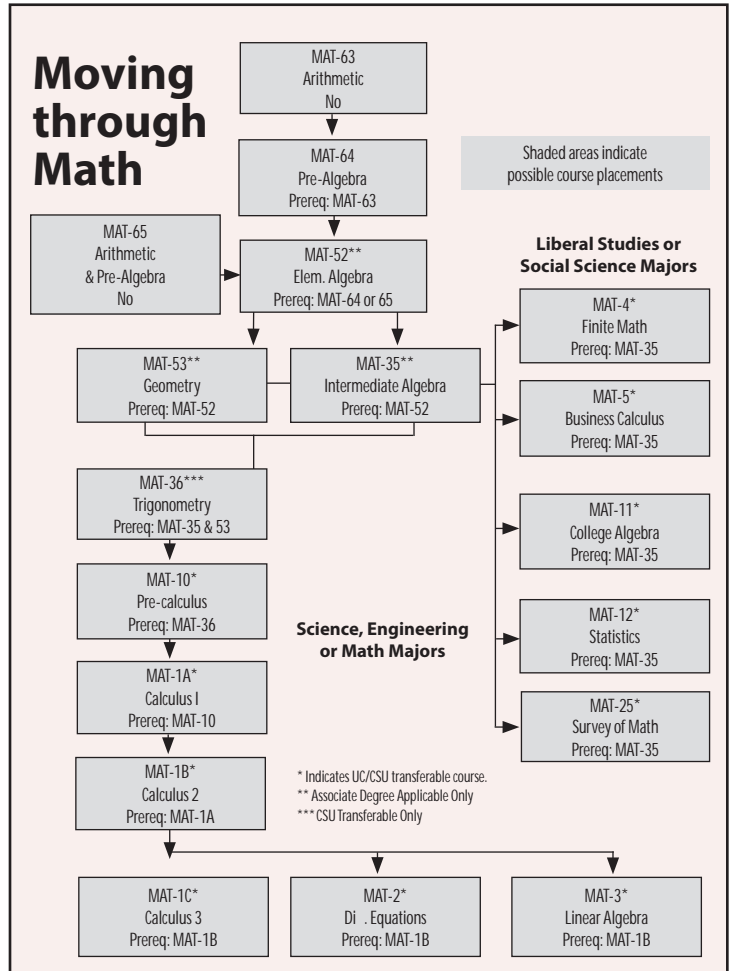 Moving
through
Math
MAT-63
Arithmetic
No
MAT-64
Pre-Algebra
Prereq: MAT-63
Shaded areas indicate
possible course placements
MAT-65
Arithmetic
& Pre-Algebra
No
MAT-52**
Elem. Algebra
Prereq: MAT-64 or 65
Liberal Studies or
Social Science Majors
MAT-53**
Geometry
Prereq: MAT-52
MAT-35**
Intermediate Algebra
Prereq: MAT-52
MAT-4*
Finite Math
Prereq: MAT-35
MAT-5*
Business Calculus
Prereq: MAT-35
MAT-11*
College Algebra
Prereq: MAT-35
MAT-12*
Statistics
Prereq: MAT-35
MAT-25*
Survey of Math
Prereq: MAT-35
MAT-36***
Trigonometry
Prereq: MAT-35 & 53
MAT-10*
Pre-calculus
Prereq: MAT-36
Science, Engineering
or Math Majors
MAT-1A*
Calculus I
Prereq: MAT-10
MAT-1B*
Calculus 2
Prereq: MAT-1A
* Indicates UC/CSU transferable course.
** Associate Degree Applicable Only
*** CSU Transferable Only
MAT-1C*
Calculus 3
Prereq: MAT-1B
MAT-2*
Di . Equations
Prereq: MAT-1B
MAT-3*
Linear Algebra
Prereq: MAT-1B